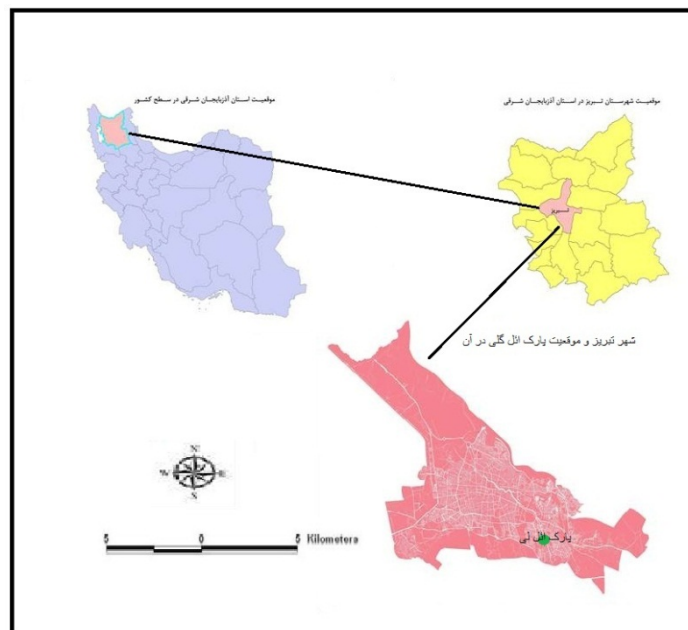 موقعیت استان آذربایجان شرقی در سطح کشور
موقعیت شهرستان تبریز در استان آذربایجان شرقی
تبریز
شهر تبریز و موقعیت پارک ائل گلی در آن
N
W E
S
5 0 5 Kilometers
پارک ائل لی